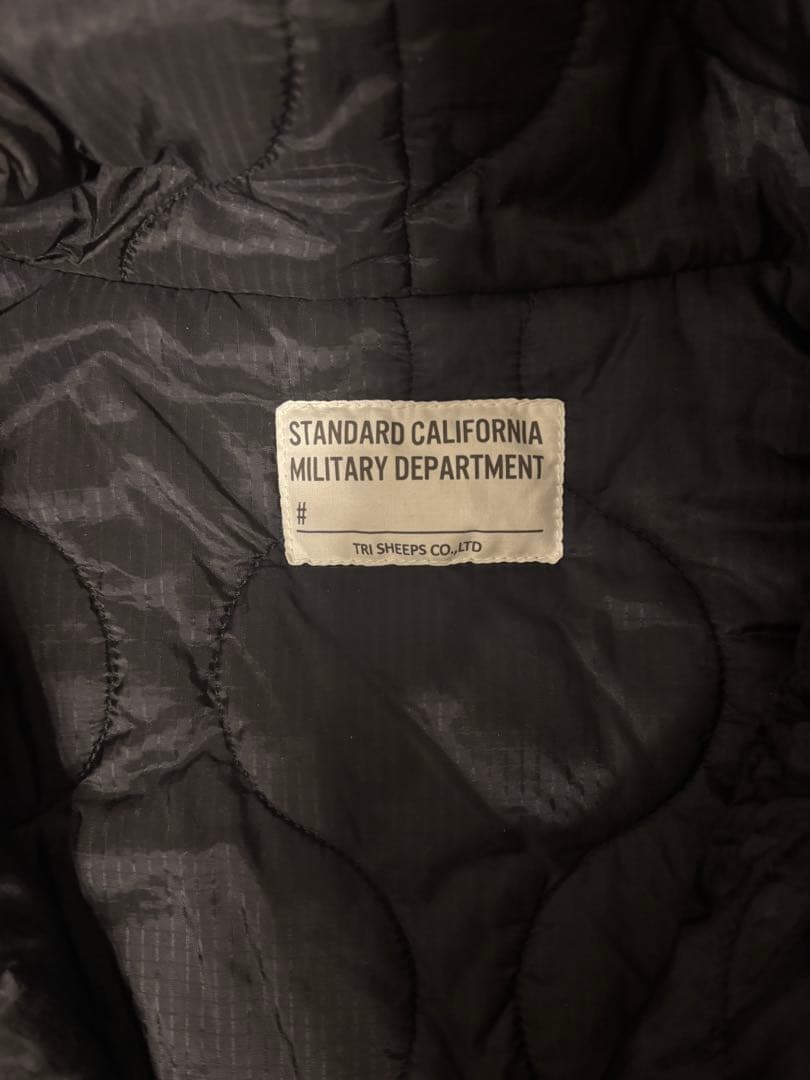 STANDARD CALIFORNIA
MILITARY DEPARTMENT
#
TRI SHEEPS CO.,LTD